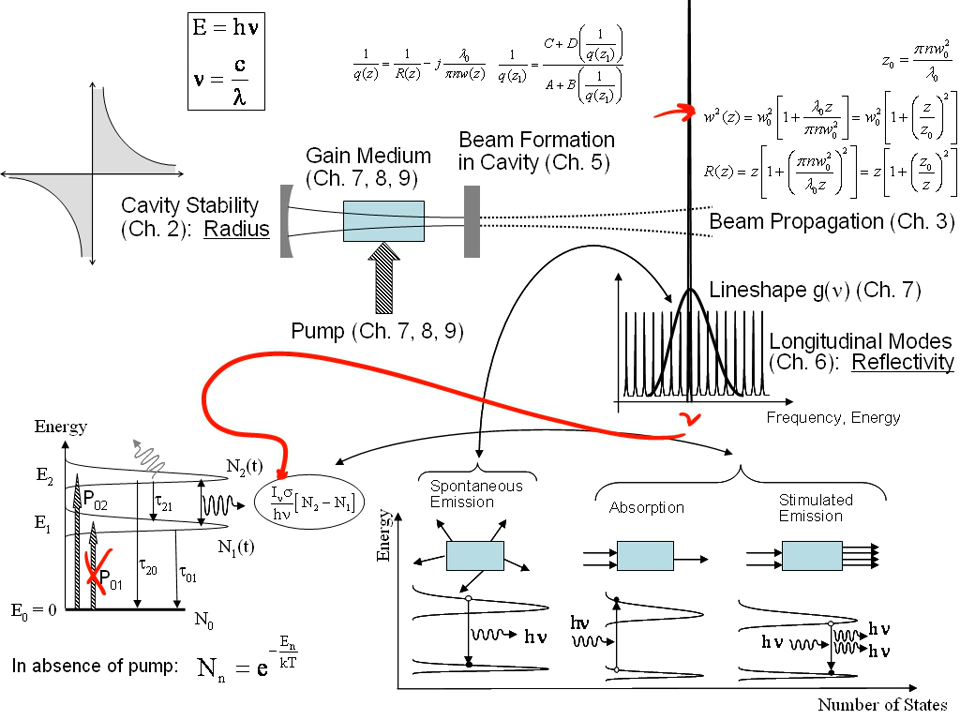 E = hν
ν = c/λ
1/q(z) = 1/R(z) − j λ₀/πnw(z)
1/q(z₁) = (C + D(1/q(z₁))) / (A + B(1/q(z₁)))
z₀ = πnw₀²/λ₀
w²(z) = w₀²[1 + λ₀z/πnw₀²] = w₀²[1 + (z/z₀)²]
R(z) = z[1 + (πnw₀²/λ₀z)²] = z[1 + (z₀/z)²]
Gain Medium
(Ch. 7, 8, 9)
Beam Formation
in Cavity (Ch. 5)
Cavity Stability
(Ch. 2): Radius
Beam Propagation (Ch. 3)
Pump (Ch. 7, 8, 9)
Lineshape g(ν) (Ch. 7)
Longitudinal Modes
(Ch. 6): Reflectivity
Frequency, Energy
ν
Energy
E₂
E₁
E₀ = 0
P₀₂
P₀₁
τ₂₁
τ₂₀
τ₀₁
N₂(t)
N₁(t)
N₀
I_νσ/hν [N₂ − N₁]
In absence of pump: Nₙ = e^(−Eₙ/kT)
Energy
Spontaneous
Emission
Absorption
Stimulated
Emission
hν
hν
hν
hν
hν
Number of States